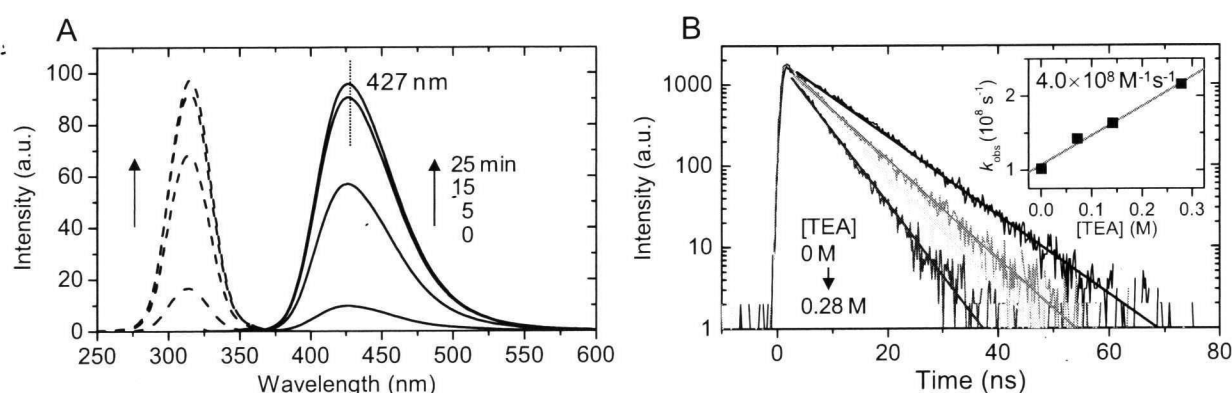 A
Intensity (a.u.)
100
80
60
40
20
0
427 nm
25 min
15
5
0
250 300 350 400 450 500 550 600
Wavelength (nm)
B
Intensity (a.u.)
1000
100
10
1
[TEA]
0 M
0.28 M
4.0×10⁸ M⁻¹s⁻¹
k_obs (10⁸ s⁻¹)
2
1
0.0 0.1 0.2 0.3
[TEA] (M)
0 20 40 60 80
Time (ns)